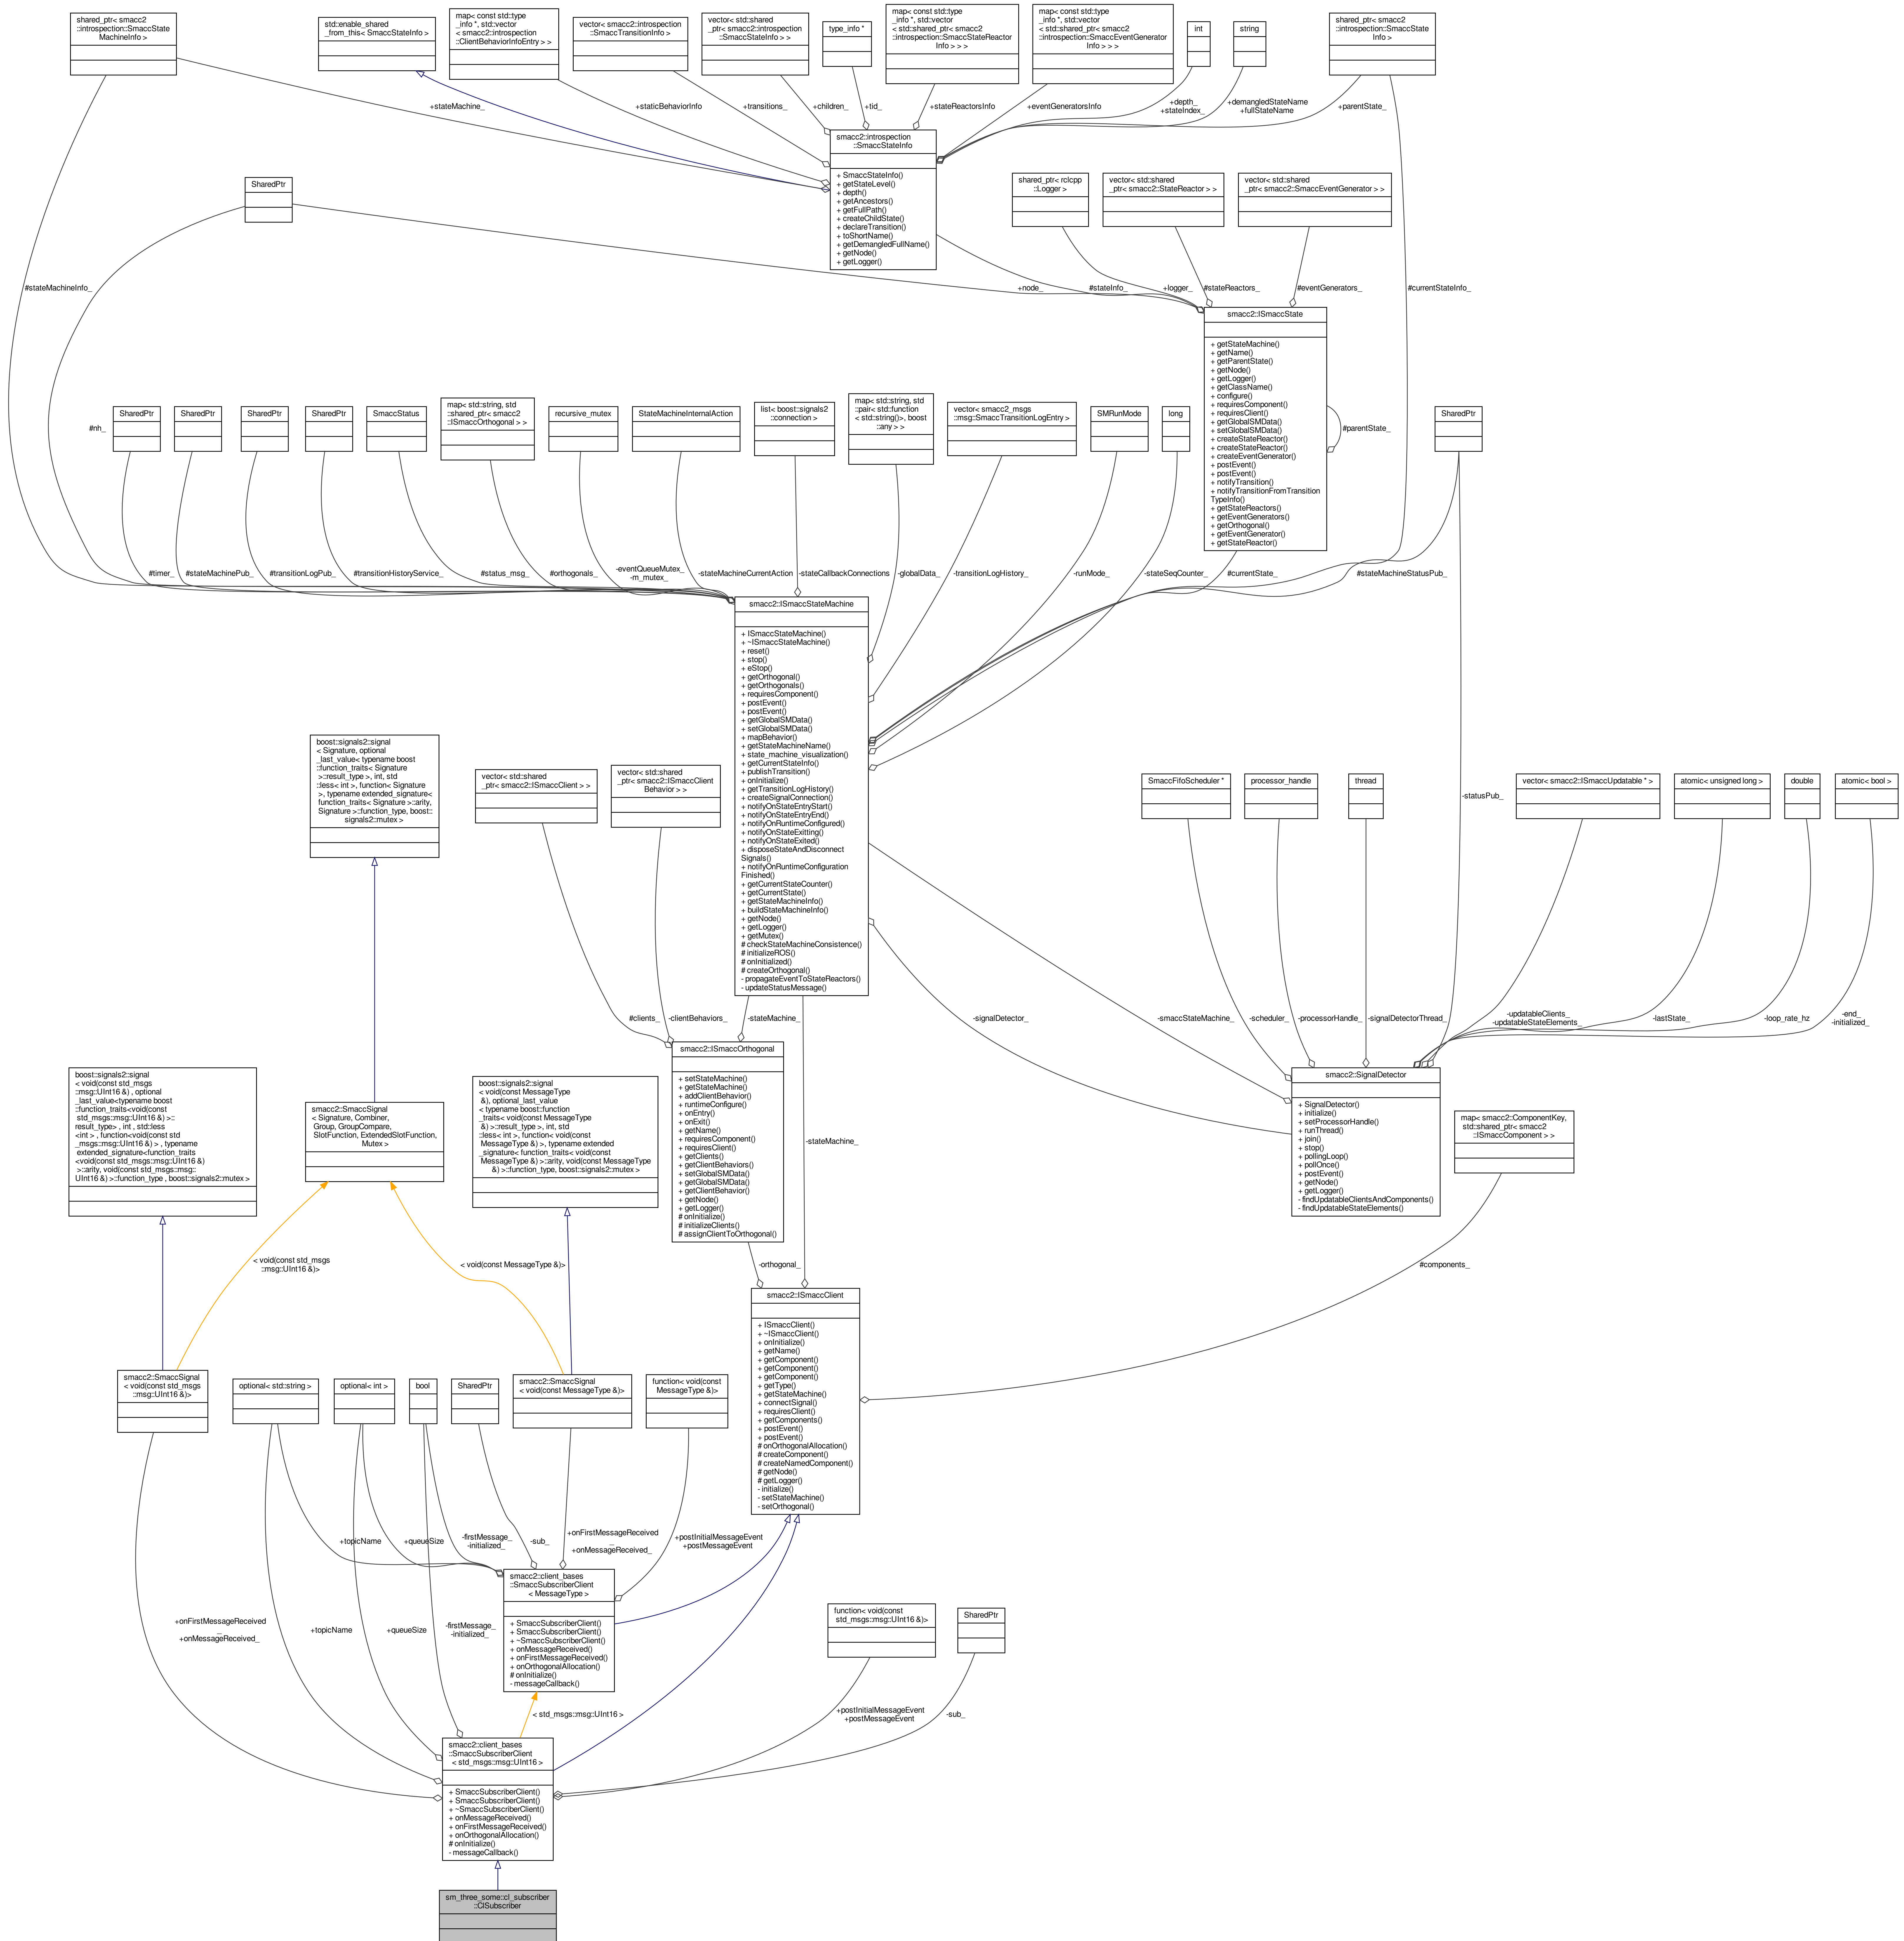 shared_ptr< smacc2
::introspection::SmaccState
MachineInfo >
std::enable_shared
_from_this< SmaccStateInfo >
map< const std::type
_info *, std::vector
< smacc2::introspection
::ClientBehaviorInfoEntry > >
vector< smacc2::introspection
::SmaccTransitionInfo >
vector< std::shared
_ptr< smacc2::introspection
::SmaccStateInfo > >
type_info *
map< const std::type
_info *, std::vector
< std::shared_ptr< smacc2
::introspection::SmaccStateReactor
Info > > >
map< const std::type
_info *, std::vector
< std::shared_ptr< smacc2
::introspection::SmaccEventGenerator
Info > > >
int
string
shared_ptr< smacc2
::introspection::SmaccState
Info >
+stateMachine_
+staticBehaviorInfo
+transitions_
+children_
+tid_
+stateReactorsInfo
+eventGeneratorsInfo
+depth_
+stateIndex_
+demangledStateName
+fullStateName
+parentState_
smacc2::introspection
::SmaccStateInfo
+ SmaccStateInfo()
+ getStateLevel()
+ depth()
+ getAncestors()
+ getFullPath()
+ createChildState()
+ declareTransition()
+ toShortName()
+ getDemangledFullName()
+ getNode()
+ getLogger()
SharedPtr
shared_ptr< rclcpp
::Logger >
vector< std::shared
_ptr< smacc2::StateReactor > >
vector< std::shared
_ptr< smacc2::SmaccEventGenerator > >
#stateMachineInfo_
+node_
#stateInfo_
+logger_
#stateReactors_
#eventGenerators_
#currentStateInfo_
smacc2::ISmaccState
+ getStateMachine()
+ getName()
+ getParentState()
+ getNode()
+ getLogger()
+ getClassName()
+ configure()
+ requiresComponent()
+ requiresClient()
+ getGlobalSMData()
+ setGlobalSMData()
+ createStateReactor()
+ createStateReactor()
+ createEventGenerator()
+ postEvent()
+ postEvent()
+ notifyTransition()
+ notifyTransitionFromTransition
TypeInfo()
+ getStateReactors()
+ getEventGenerators()
+ getOrthogonal()
+ getEventGenerator()
+ getStateReactor()
#parentState_
#nh_
SharedPtr
SharedPtr
SharedPtr
SharedPtr
SmaccStatus
map< std::string, std
::shared_ptr< smacc2
::ISmaccOrthogonal > >
recursive_mutex
StateMachineInternalAction
list< boost::signals2
::connection >
map< std::string, std
::pair< std::function
< std::string()>, boost
::any > >
vector< smacc2_msgs
::msg::SmaccTransitionLogEntry >
SMRunMode
long
SharedPtr
#timer_
#stateMachinePub_
#transitionLogPub_
#transitionHistoryService_
#status_msg_
#orthogonals_
-eventQueueMutex_
-m_mutex_
-stateMachineCurrentAction
-stateCallbackConnections
-globalData_
-transitionLogHistory_
-runMode_
-stateSeqCounter_
#currentState_
#stateMachineStatusPub_
smacc2::ISmaccStateMachine
+ ISmaccStateMachine()
+ ~ISmaccStateMachine()
+ reset()
+ stop()
+ eStop()
+ getOrthogonal()
+ getOrthogonals()
+ requiresComponent()
+ postEvent()
+ postEvent()
+ getGlobalSMData()
+ setGlobalSMData()
+ mapBehavior()
+ getStateMachineName()
+ state_machine_visualization()
+ getCurrentStateInfo()
+ publishTransition()
+ onInitialize()
+ getTransitionLogHistory()
+ createSignalConnection()
+ notifyOnStateEntryStart()
+ notifyOnStateEntryEnd()
+ notifyOnRuntimeConfigured()
+ notifyOnStateExitting()
+ notifyOnStateExited()
+ disposeStateAndDisconnect
Signals()
+ notifyOnRuntimeConfiguration
Finished()
+ getCurrentStateCounter()
+ getCurrentState()
+ getStateMachineInfo()
+ buildStateMachineInfo()
+ getNode()
+ getLogger()
+ getMutex()
# checkStateMachineConsistence()
# initializeROS()
# onInitialized()
# createOrthogonal()
- propagateEventToStateReactors()
- updateStatusMessage()
boost::signals2::signal
< Signature, optional
_last_value< typename boost
::function_traits< Signature
>::result_type >, int, std
::less< int >, function< Signature
>, typename extended_signature<
function_traits< Signature >::arity,
Signature >::function_type, boost::
signals2::mutex >
vector< std::shared
_ptr< smacc2::ISmaccClient > >
vector< std::shared
_ptr< smacc2::ISmaccClient
Behavior > >
SmaccFifoScheduler *
processor_handle
thread
-statusPub_
vector< smacc2::ISmaccUpdatable * >
atomic< unsigned long >
double
atomic< bool >
#clients_
-clientBehaviors_
-stateMachine_
-signalDetector_
-smaccStateMachine_
-scheduler_
-processorHandle_
-signalDetectorThread_
-updatableClients_
-updatableStateElements_
-lastState_
-loop_rate_hz
-end_
-initialized_
smacc2::ISmaccOrthogonal
+ setStateMachine()
+ getStateMachine()
+ addClientBehavior()
+ runtimeConfigure()
+ onEntry()
+ onExit()
+ getName()
+ requiresComponent()
+ requiresClient()
+ getClients()
+ getClientBehaviors()
+ setGlobalSMData()
+ getGlobalSMData()
+ getClientBehavior()
+ getNode()
+ getLogger()
# onInitialize()
# initializeClients()
# assignClientToOrthogonal()
smacc2::SignalDetector
+ SignalDetector()
+ initialize()
+ setProcessorHandle()
+ runThread()
+ join()
+ stop()
+ pollingLoop()
+ pollOnce()
+ postEvent()
+ getNode()
+ getLogger()
- findUpdatableClientsAndComponents()
- findUpdatableStateElements()
boost::signals2::signal
< void(const std_msgs
::msg::UInt16 &) , optional
_last_value<typename boost
::function_traits<void(const
std_msgs::msg::UInt16 &) >::
result_type> , int , std::less
<int > , function<void(const std
_msgs::msg::UInt16 &) > , typename
extended_signature<function_traits
<void(const std_msgs::msg::UInt16 &)
>::arity, void(const std_msgs::msg::
UInt16 &) >::function_type , boost::signals2::mutex >
smacc2::SmaccSignal
< Signature, Combiner,
Group, GroupCompare,
SlotFunction, ExtendedSlotFunction,
Mutex >
boost::signals2::signal
< void(const MessageType
&), optional_last_value
< typename boost::function
_traits< void(const MessageType
&) >::result_type >, int, std
::less< int >, function< void(const
MessageType &) >, typename extended
_signature< function_traits< void(const
MessageType &) >::arity, void(const MessageType
&) >::function_type, boost::signals2::mutex >
map< smacc2::ComponentKey,
std::shared_ptr< smacc2
::ISmaccComponent > >
-stateMachine_
< void(const std_msgs
::msg::UInt16 &)>
< void(const MessageType &)>
-orthogonal_
#components_
smacc2::ISmaccClient
+ ISmaccClient()
+ ~ISmaccClient()
+ onInitialize()
+ getName()
+ getComponent()
+ getComponent()
+ getComponent()
+ getType()
+ getStateMachine()
+ connectSignal()
+ requiresClient()
+ getComponents()
+ postEvent()
+ postEvent()
# onOrthogonalAllocation()
# createComponent()
# createNamedComponent()
# getNode()
# getLogger()
- initialize()
- setStateMachine()
- setOrthogonal()
smacc2::SmaccSignal
< void(const std_msgs
::msg::UInt16 &)>
optional< std::string >
optional< int >
bool
SharedPtr
smacc2::SmaccSignal
< void(const MessageType &)>
function< void(const
MessageType &)>
+topicName
+queueSize
-firstMessage_
-initialized_
-sub_
+onFirstMessageReceived
_
+onMessageReceived_
+postInitialMessageEvent
+postMessageEvent
smacc2::client_bases
::SmaccSubscriberClient
< MessageType >
+ SmaccSubscriberClient()
+ SmaccSubscriberClient()
+ ~SmaccSubscriberClient()
+ onMessageReceived()
+ onFirstMessageReceived()
+ onOrthogonalAllocation()
# onInitialize()
- messageCallback()
function< void(const
std_msgs::msg::UInt16 &)>
SharedPtr
+onFirstMessageReceived
_
+onMessageReceived_
+topicName
+queueSize
-firstMessage_
-initialized_
< std_msgs::msg::UInt16 >
+postInitialMessageEvent
+postMessageEvent
-sub_
smacc2::client_bases
::SmaccSubscriberClient
< std_msgs::msg::UInt16 >
+ SmaccSubscriberClient()
+ SmaccSubscriberClient()
+ ~SmaccSubscriberClient()
+ onMessageReceived()
+ onFirstMessageReceived()
+ onOrthogonalAllocation()
# onInitialize()
- messageCallback()
sm_three_some::cl_subscriber
::ClSubscriber